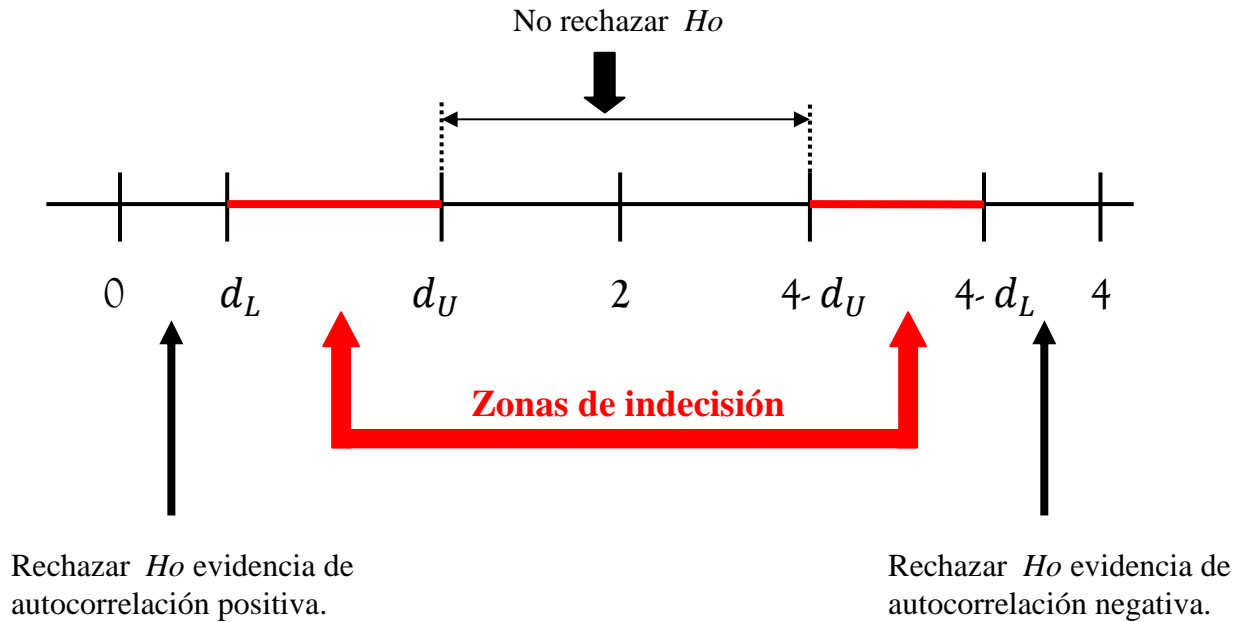 No rechazar Ho
0 d_L d_U 2 4- d_U 4- d_L 4
Zonas de indecisión
Rechazar Ho evidencia de
autocorrelación positiva.
Rechazar Ho evidencia de
autocorrelación negativa.